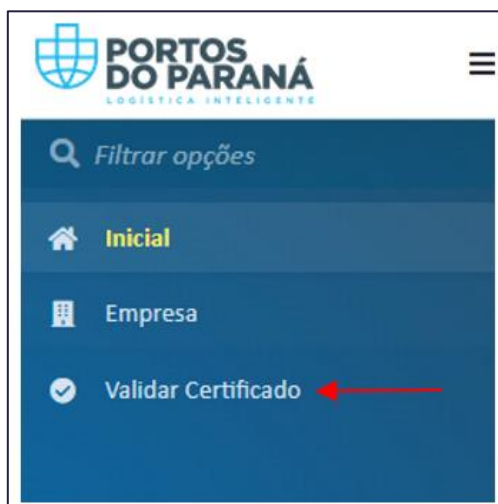 PORTOS
DO PARANÁ
LOGÍSTICA INTELIGENTE
Filtrar opções
Inicial
Empresa
Validar Certificado